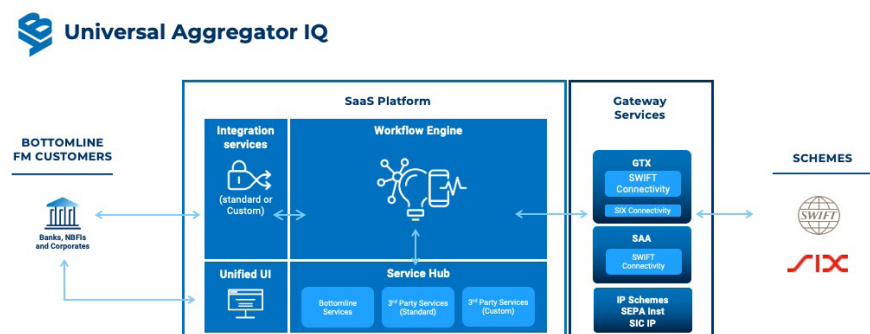 Universal Aggregator IQ
BOTTOMLINE
FM CUSTOMERS
Banks, NBFIs
and Corporates
SaaS Platform
Integration
services
(standard or
Custom)
Workflow Engine
Unified UI
Service Hub
Bottomline
Services
3rd Party Services
(Standard)
3rd Party Services
(Custom)
Gateway
Services
GTX
SWIFT
Connectivity
SIX Connectivity
SAA
SWIFT
Connectivity
IP Schemes
SEPA Inst
SIC IP
SCHEMES
SWIFT
SIX